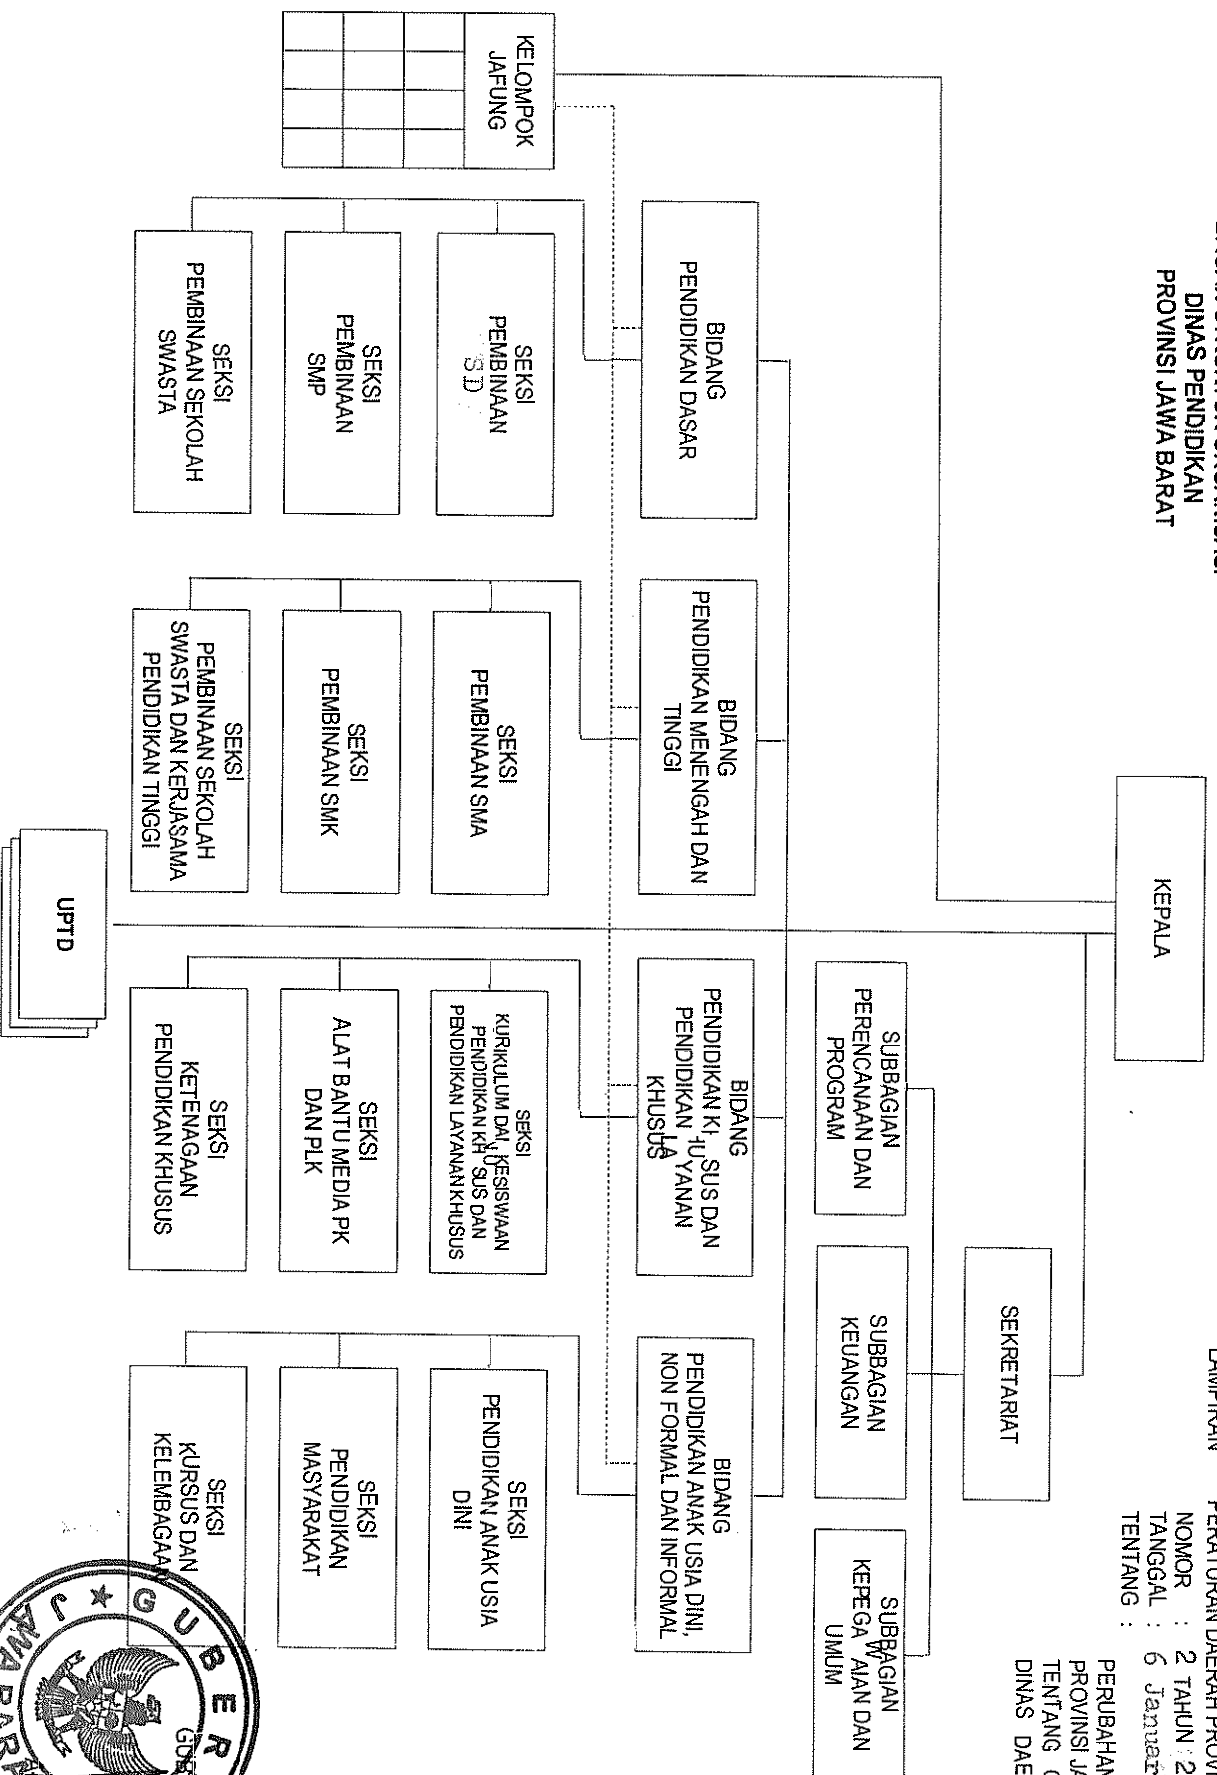 DINAS PENDIDIKAN
PROVINSI JAWA BARAT
LAMPIRAN PERATURAN DAERAH
NOMOR : 2 TAHUN
TANGGAL : 6
TENTANG :
PERUBAHAN
PROVINSI
TENTANG
DINAS
KEPALA
SEKRETARIAT
SUBBAGIAN
PERENCANAAN DAN
PROGRAM
SUBBAGIAN
KEUANGAN
SUBBAGIAN
KEPEGAWAIAN DAN
UMUM
KELOMPOK
JAFUNG
BIDANG
PENDIDIKAN DASAR
BIDANG
PENDIDIKAN MENENGAH DAN
TINGGI
BIDANG
PENDIDIKAN KHUSUS DAN
PENDIDIKAN LAYANAN
KHUSUS
BIDANG
PENDIDIKAN ANAK USIA DINI,
NON FORMAL DAN INFORMAL
SEKSI
PEMBINAAN
SD
SEKSI
PEMBINAAN SMA
SEKSI
KURIKULUM DAN KESISWAAN
PENDIDIKAN KHUSUS DAN
PENDIDIKAN LAYANAN KHUSUS
SEKSI
PENDIDIKAN ANAK USIA
DINI
SEKSI
PEMBINAAN
SMP
SEKSI
PEMBINAAN SMK
SEKSI
ALAT BANTU MEDIA PK
DAN PLK
SEKSI
PENDIDIKAN
MASYARAKAT
SEKSI
PEMBINAAN SEKOLAH
SWASTA
SEKSI
PEMBINAAN SEKOLAH
SWASTA DAN KERJASAMA
PENDIDIKAN TINGGI
SEKSI
KETENAGAAN
PENDIDIKAN KHUSUS
SEKSI
KURSUS DAN
KELEMBAGAAN
UPTD
GUBER
JAWA BARA